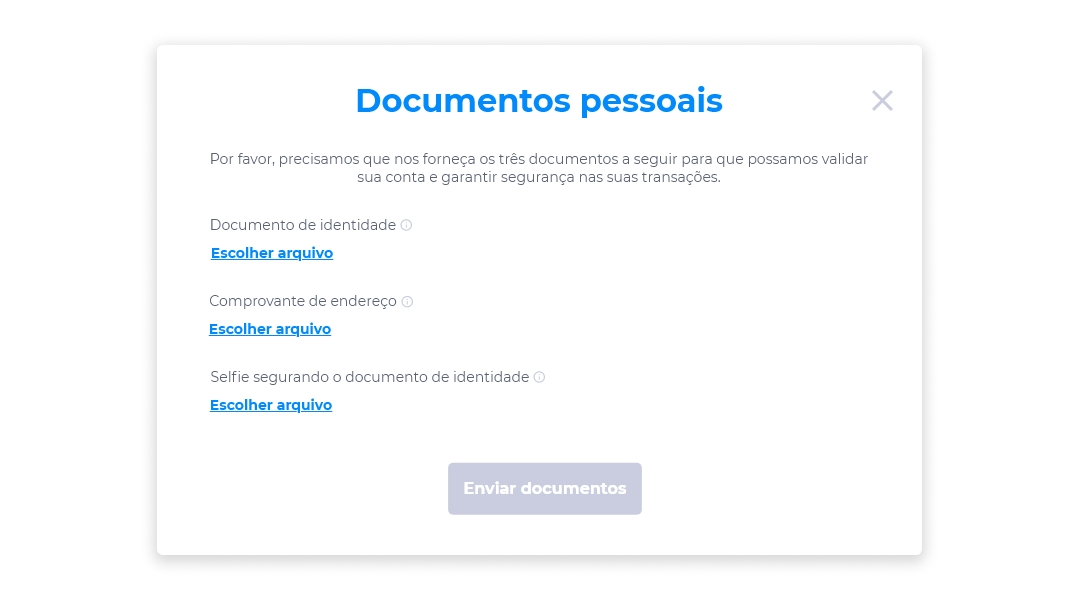 Documentos pessoais
Por favor, precisamos que nos forneça os três documentos a seguir para que possamos validar
sua conta e garantir segurança nas suas transações.
Documento de identidade
Escolher arquivo
Comprovante de endereço
Escolher arquivo
Selfie segurando o documento de identidade
Escolher arquivo
Enviar documentos